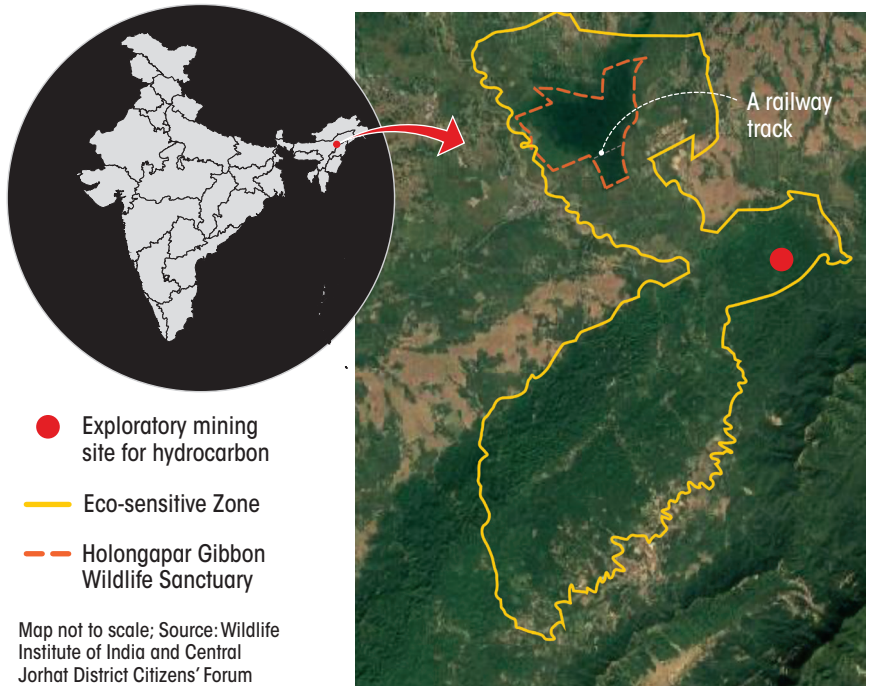 A railway
track
Exploratory mining
site for hydrocarbon
Eco-sensitive Zone
Holongapar Gibbon
Wildlife Sanctuary
Map not to scale; Source: Wildlife
Institute of India and Central
Jorhat District Citizens’ Forum